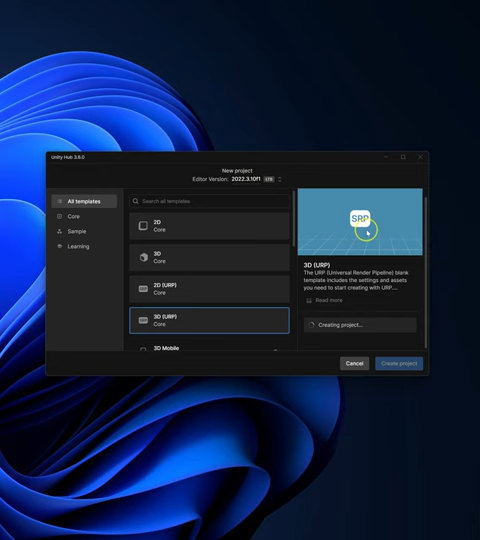 Unity Hub 3.6.0
New project
Editor Version: 2022.3.10f1 LTS
All templates
Core
Sample
Learning
Search all templates
2D
Core
3D
Core
SRP
2D (URP)
Core
SRP
3D (URP)
Core
3D Mobile
SRP
3D (URP)
The URP (Universal Render Pipeline) blank
template includes the settings and assets
you need to start creating with URP...
Read more
Creating project...
Cancel
Create project